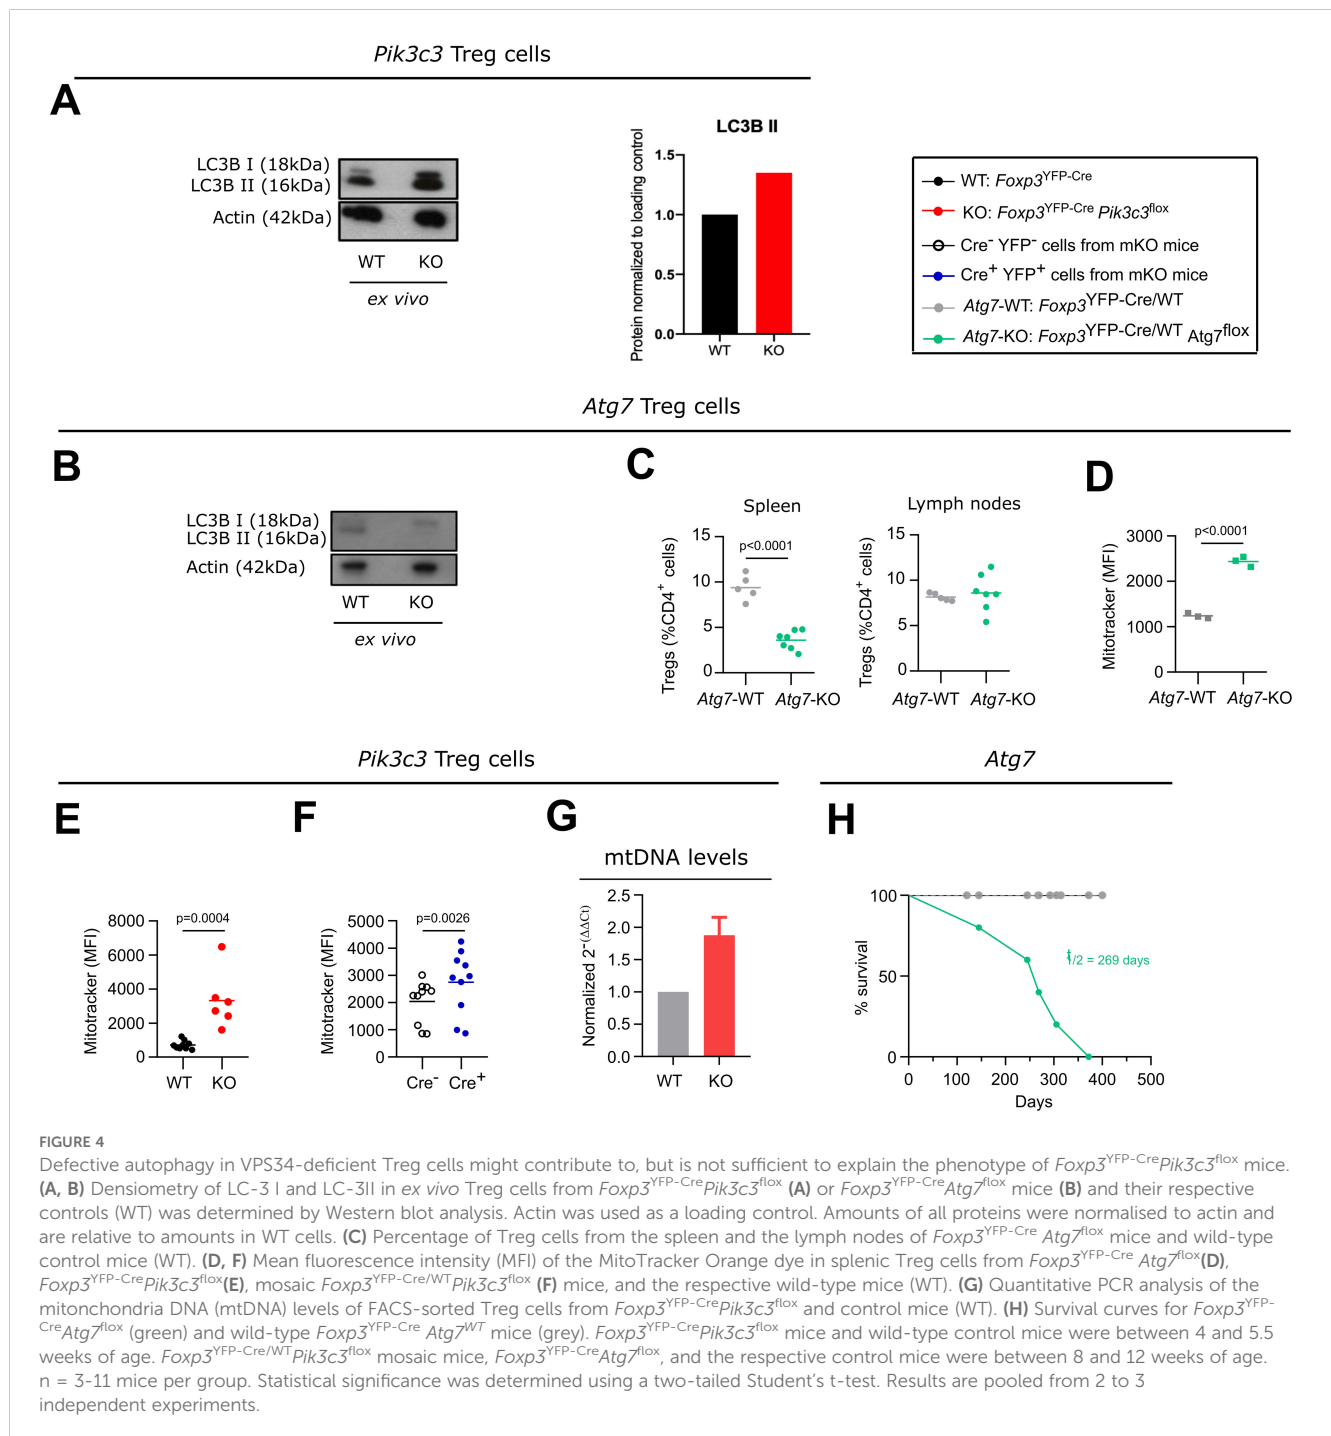 Pik3c3 Treg cells
A
LC3B I (18kDa)
LC3B II (16kDa)
Actin (42kDa)
WT KO
ex vivo
LC3B II
Protein normalized to loading control
1.5
1.0
0.5
0.0
WT KO
WT: Foxp3YFP-Cre
KO: Foxp3YFP-Cre Pik3c3flox
Cre- YFP- cells from mKO mice
Cre+ YFP+ cells from mKO mice
Atg7-WT: Foxp3YFP-Cre/WT
Atg7-KO: Foxp3YFP-Cre/WT Atg7flox
Atg7 Treg cells
B
LC3B I (18kDa)
LC3B II (16kDa)
Actin (42kDa)
WT KO
ex vivo
C
Spleen
Tregs (%CD4+ cells)
15
10
5
0
p<0.0001
Atg7-WT Atg7-KO
Lymph nodes
Tregs (%CD4+ cells)
15
10
5
0
Atg7-WT Atg7-KO
D
Mitotracker (MFI)
3000
2000
1000
0
p<0.0001
Atg7-WT Atg7-KO
Pik3c3 Treg cells
E
Mitotracker (MFI)
8000
6000
4000
2000
0
p=0.0004
WT KO
F
Mitotracker (MFI)
5000
4000
3000
2000
1000
0
p=0.0026
Cre- Cre+
G
mtDNA levels
Normalized 2-(ΔΔCt)
2.5
2.0
1.5
1.0
0.5
0.0
WT KO
Atg7
H
% survival
100
50
0
t1/2 = 269 days
0 100 200 300 400 500
Days
FIGURE 4
Defective autophagy in VPS34-deficient Treg cells might contribute to, but is not sufficient to explain the phenotype of Foxp3YFP-CrePik3c3flox mice.
(A, B) Densiometry of LC-3 I and LC-3II in ex vivo Treg cells from Foxp3YFP-CrePik3c3flox (A) or Foxp3YFP-CreAtg7flox mice (B) and their respective
controls (WT) was determined by Western blot analysis. Actin was used as a loading control. Amounts of all proteins were normalised to actin and
are relative to amounts in WT cells. (C) Percentage of Treg cells from the spleen and the lymph nodes of Foxp3YFP-Cre Atg7flox mice and wild-type
control mice (WT). (D, F) Mean fluorescence intensity (MFI) of the MitoTracker Orange dye in splenic Treg cells from Foxp3YFP-Cre Atg7flox(D),
Foxp3YFP-CrePik3c3flox(E), mosaic Foxp3YFP-Cre/WTPik3c3flox (F) mice, and the respective wild-type mice (WT). (G) Quantitative PCR analysis of the
mitonchondria DNA (mtDNA) levels of FACS-sorted Treg cells from Foxp3YFP-CrePik3c3flox and control mice (WT). (H) Survival curves for Foxp3YFP-
CreAtg7flox (green) and wild-type Foxp3YFP-Cre Atg7WT mice (grey). Foxp3YFP-CrePik3c3flox mice and wild-type control mice were between 4 and 5.5
weeks of age. Foxp3YFP-Cre/WTPik3c3flox mosaic mice, Foxp3YFP-CreAtg7flox, and the respective control mice were between 8 and 12 weeks of age.
n = 3-11 mice per group. Statistical significance was determined using a two-tailed Student's t-test. Results are pooled from 2 to 3
independent experiments.